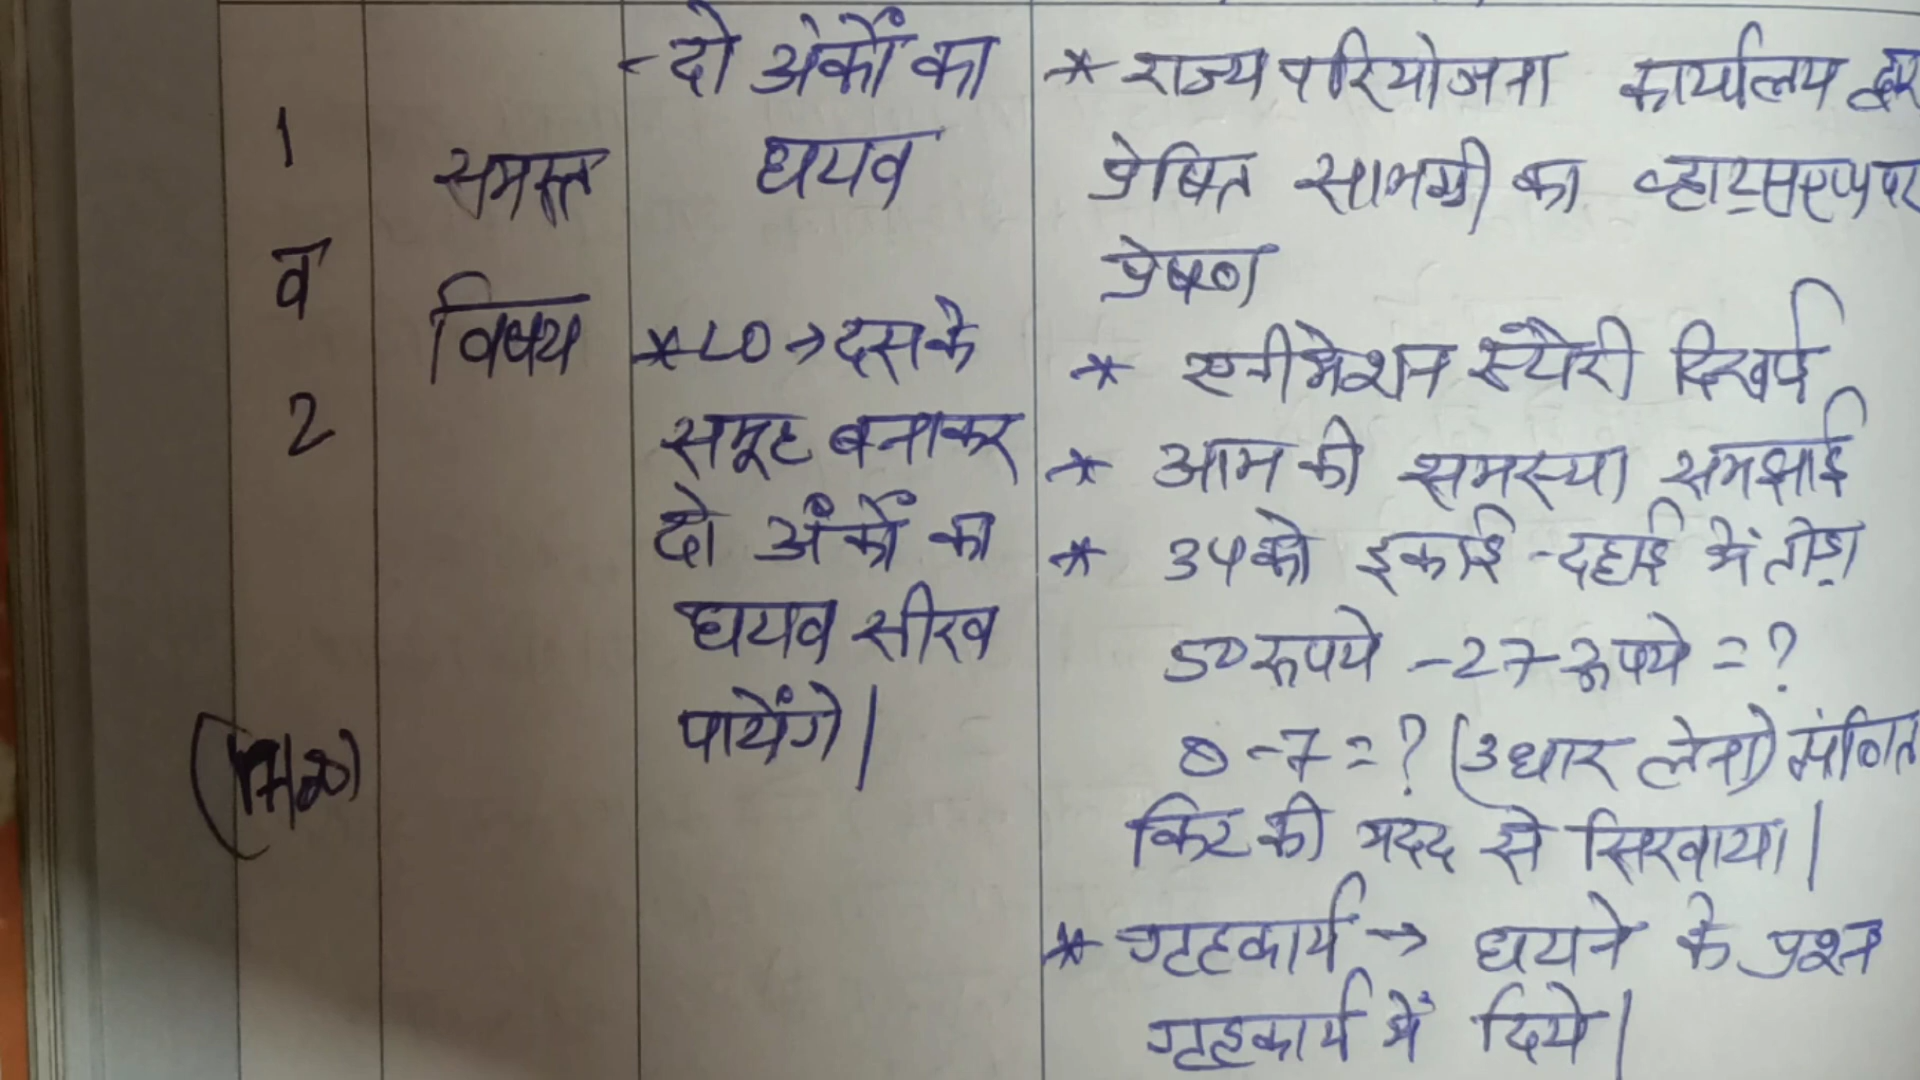 1
व
2
समस्त
विषय
- दो अंकों का
घटाव
* LO → दस के
समूह बनाकर
दो अंकों का
घटाव सीख
पायेंगे।
* राज्य परियोजना कार्यालय द्वारा
प्रेषित सामग्री का व्हाट्सएप पर
प्रेषण
* एनीमेशन स्टोरी दिखाई
* आम की समस्या समझाई
* 34 को इकाई - दहाई में तोड़ा
50 रूपये - 27 रूपये = ?
0 - 7 = ? (उधार लेना)
किट की मदद से सिखाया।
* गृहकार्य → घटाने के प्रश्न
गृहकार्य में दिये।